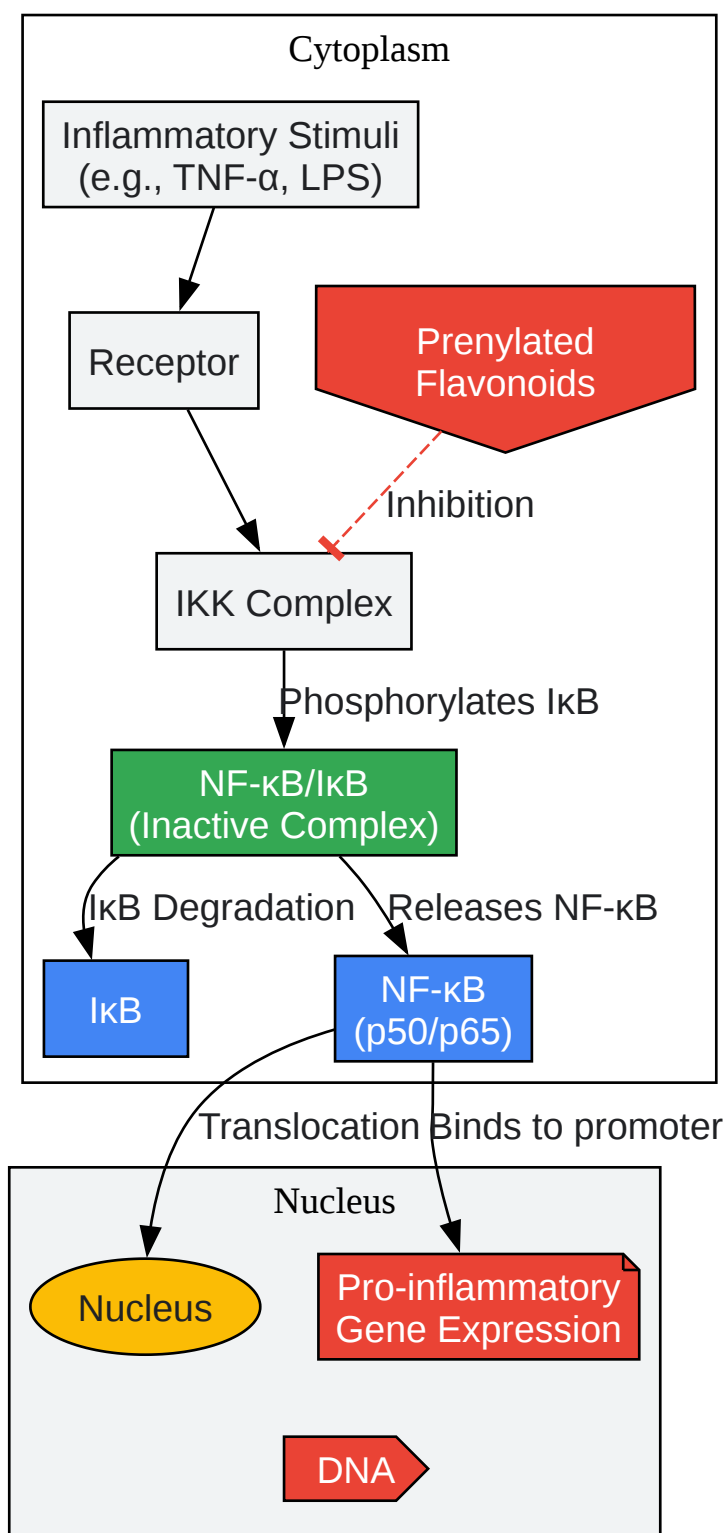 Cytoplasm
Inflammatory Stimuli
(e.g., TNF-α, LPS)
Receptor
Prenylated
Flavonoids
Inhibition
IKK Complex
Phosphorylates IκB
NF-κB/IκB
(Inactive Complex)
IκB Degradation
Releases NF-κB
IκB
NF-κB
(p50/p65)
Translocation
Binds to promoter
Nucleus
Nucleus
Pro-inflammatory
Gene Expression
DNA